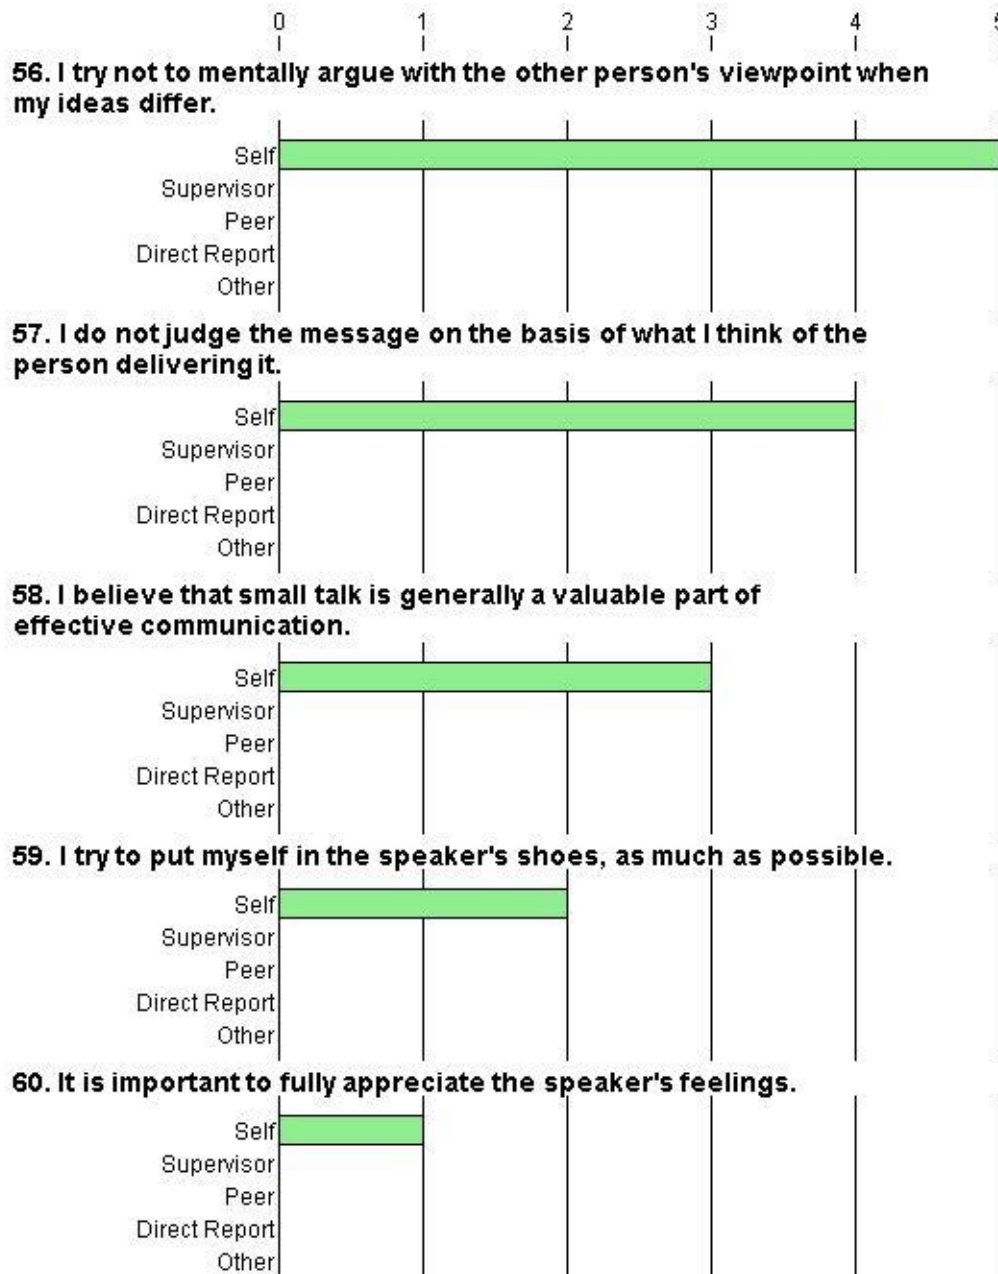 0 1 2 3 4 5
56. I try not to mentally argue with the other person's viewpoint when
my ideas differ.
Self
Supervisor
Peer
Direct Report
Other
57. I do not judge the message on the basis of what I think of the
person delivering it.
Self
Supervisor
Peer
Direct Report
Other
58. I believe that small talk is generally a valuable part of
effective communication.
Self
Supervisor
Peer
Direct Report
Other
59. I try to put myself in the speaker's shoes, as much as possible.
Self
Supervisor
Peer
Direct Report
Other
60. It is important to fully appreciate the speaker's feelings.
Self
Supervisor
Peer
Direct Report
Other